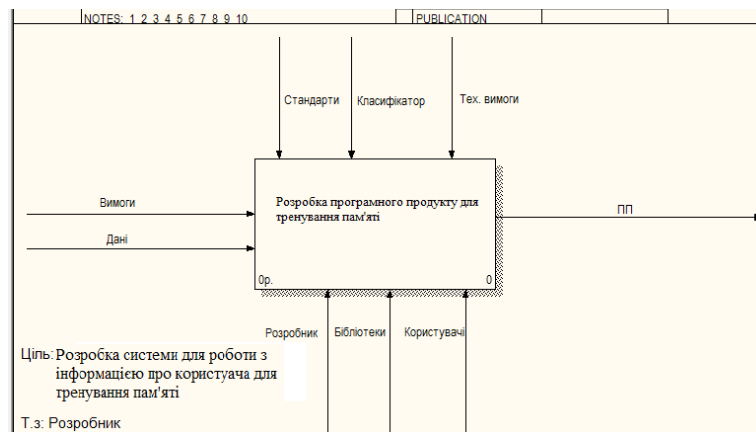 NOTES: 1 2 3 4 5 6 7 8 9 10
PUBLICATION
Стандарти
Класифікатор
Тех. вимоги
Вимоги
Дані
Розробка програмного продукту для
тренування пам'яті
0р.
0
ПП
Розробник
Бібліотеки
Користувачі
Ціль: Розробка системи для роботи з
інформацією про користуача для
тренування пам'яті
Т.з: Розробник